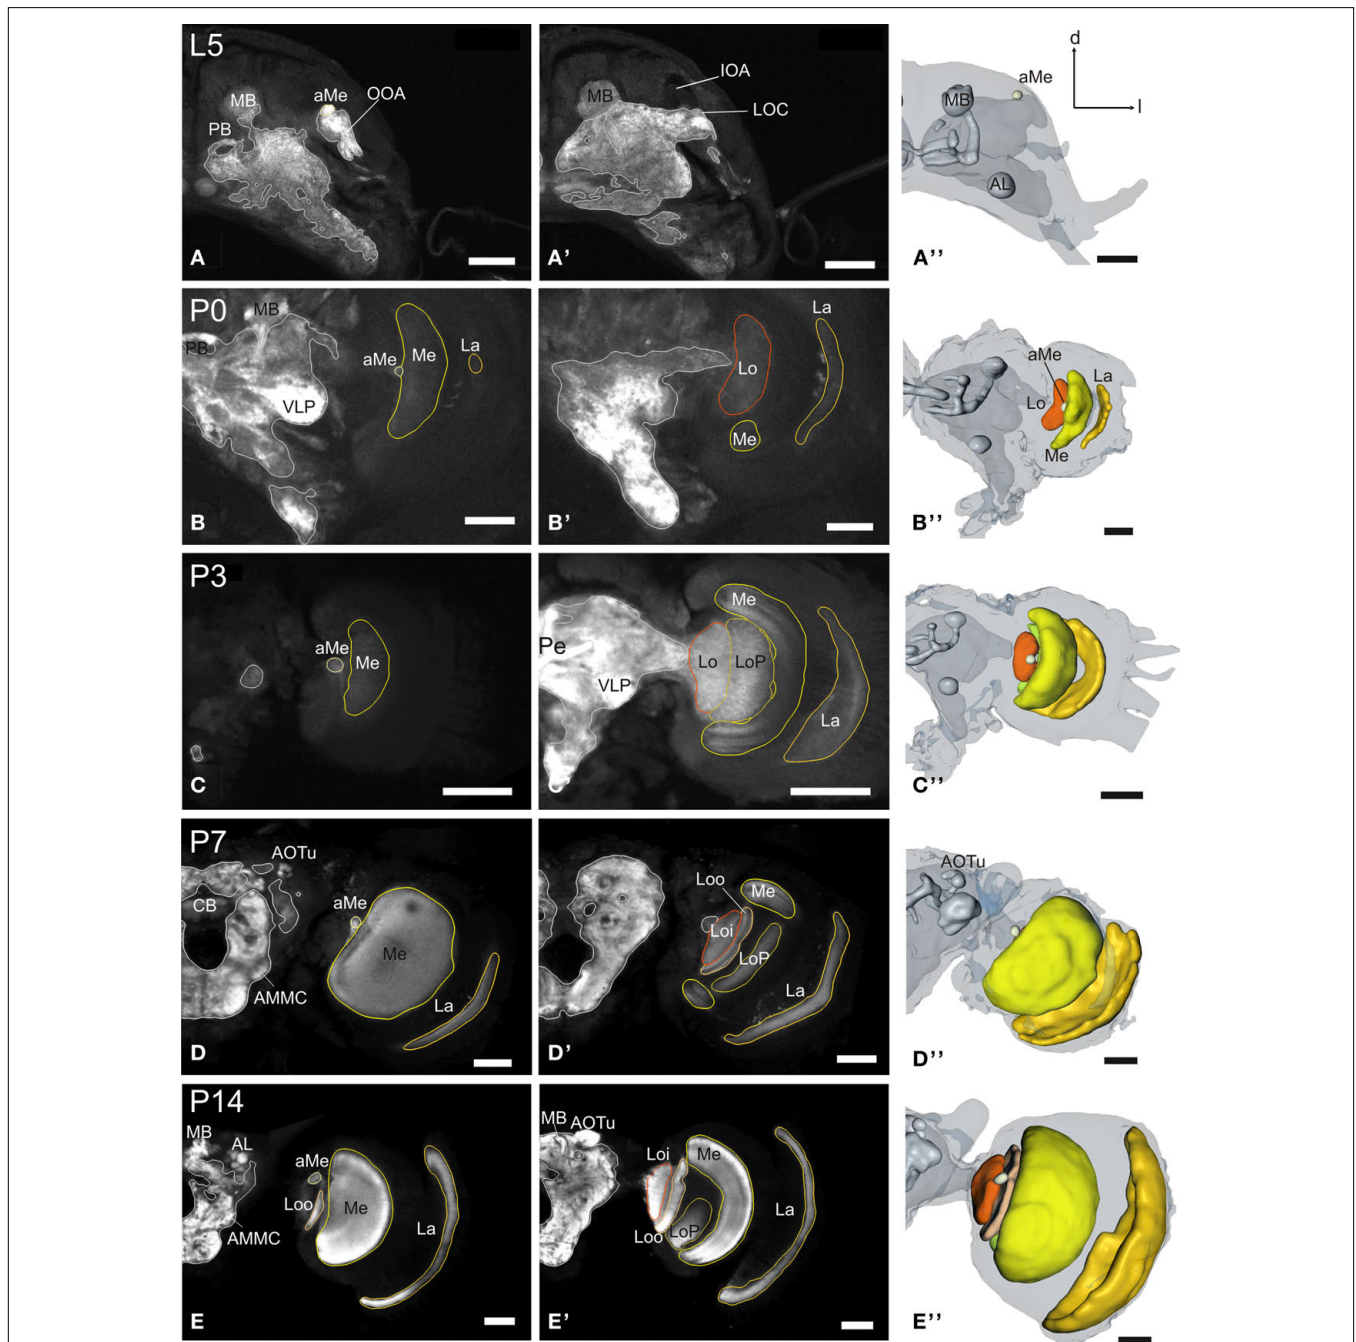 L5
MB
PB
aMe
OOA
A
MB
IOA
LOC
A’
d
l
aMe
MB
AL
A’’
P0
MB
PB
aMe
Me
La
VLP
B
Lo
La
Me
B’
aMe
La
Lo
Me
B’’
P3
aMe
Me
C
Pe
VLP
Lo
LoP
Me
La
C’’
P7
AOTu
CB
aMe
Me
AMMC
La
D
Loo
Me
Loi
LoP
La
D’
AOTu
D’’
P14
MB
AL
aMe
Loo
Me
La
AMMC
E
MB
AOTu
Loi
Me
Loo
LoP
La
E’
E’’